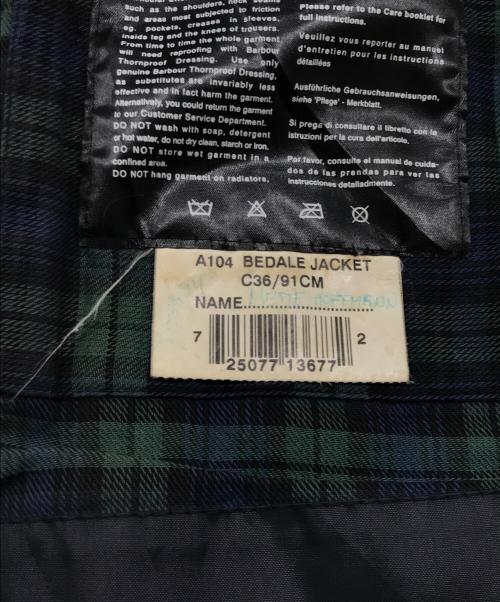 such as the shoulders, neck seams
and areas most subjected to friction
eg. pockets, creases in sleeves,
inside leg and the knees of trousers.
From time to time the whole garment
will need reproofing with Barbour
Thornproof Dressing. Use only
genuine Barbour Thornproof Dressing,
as substitutes are invariably less
effective and in fact harm the garment.
Alternatively, you could return the garment
to our Customer Service Department.
DO NOT wash with soap, detergent
or hot water, do not dry clean, starch or iron.
DO NOT store wet garment in a
confined area.
DO NOT hang garment on radiators.
Please refer to the Care booklet for
full instructions.
Veuillez vous reporter au manuel
d'entretien pour les instructions
détaillées
Ausführliche Gebrauchsanweisungen,
siehe 'Pflege' - Merkblatt.
Si prega di consultare il libretto con le
istruzioni per la cura dell'articolo.
Por favor, consulte el manual de cuida-
dos de las prendas para ver las
instrucciones detalladmente.
A104 BEDALE JACKET
C36/91CM
NAME METTE HOFFMANN
7 25077 13677 2